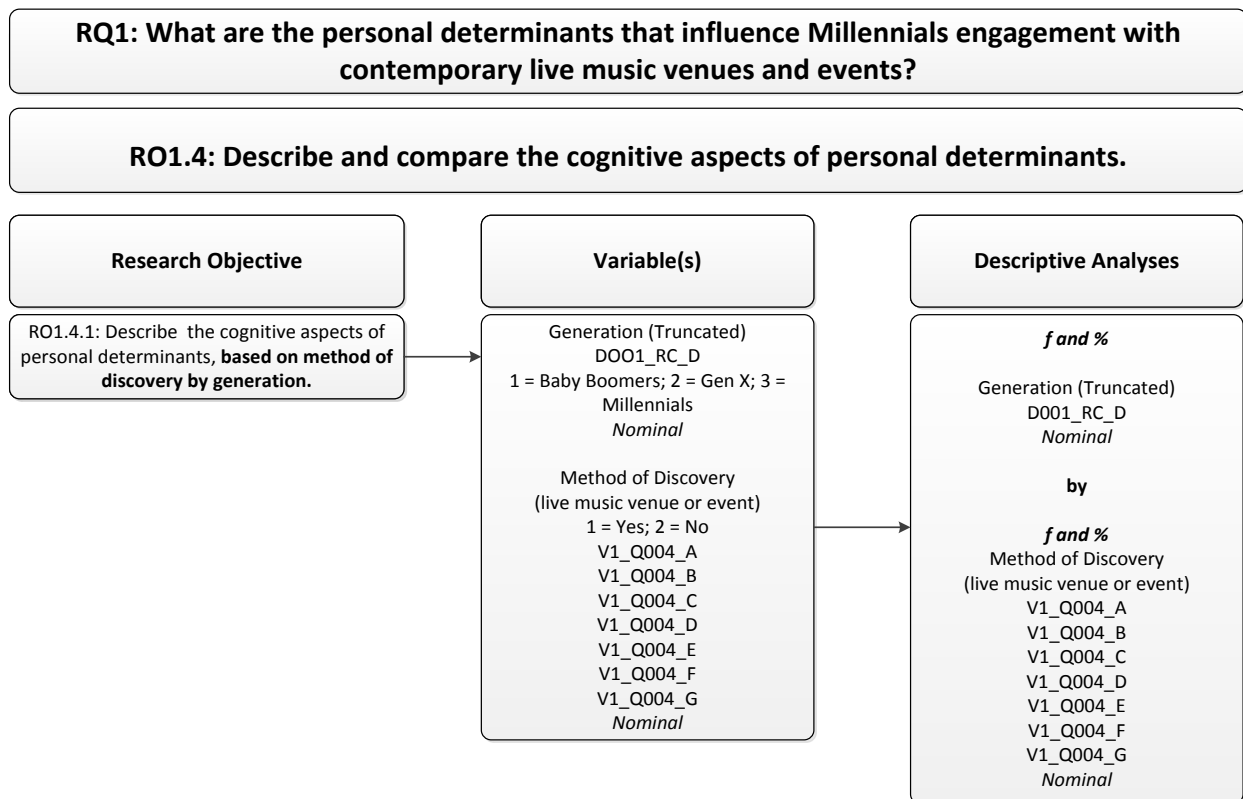 RQ1: What are the personal determinants that influence Millennials engagement with
contemporary live music venues and events?
RO1.4: Describe and compare the cognitive aspects of personal determinants.
Research Objective
RO1.4.1: Describe the cognitive aspects of
personal determinants, based on method of
discovery by generation.
Variable(s)
Generation (Truncated)
DOO1_RC_D
1 = Baby Boomers; 2 = Gen X; 3 =
Millennials
Nominal
Method of Discovery
(live music venue or event)
1 = Yes; 2 = No
V1_Q004_A
V1_Q004_B
V1_Q004_C
V1_Q004_D
V1_Q004_E
V1_Q004_F
V1_Q004_G
Nominal
Descriptive Analyses
f and %
Generation (Truncated)
D001_RC_D
Nominal
by
f and %
Method of Discovery
(live music venue or event)
V1_Q004_A
V1_Q004_B
V1_Q004_C
V1_Q004_D
V1_Q004_E
V1_Q004_F
V1_Q004_G
Nominal